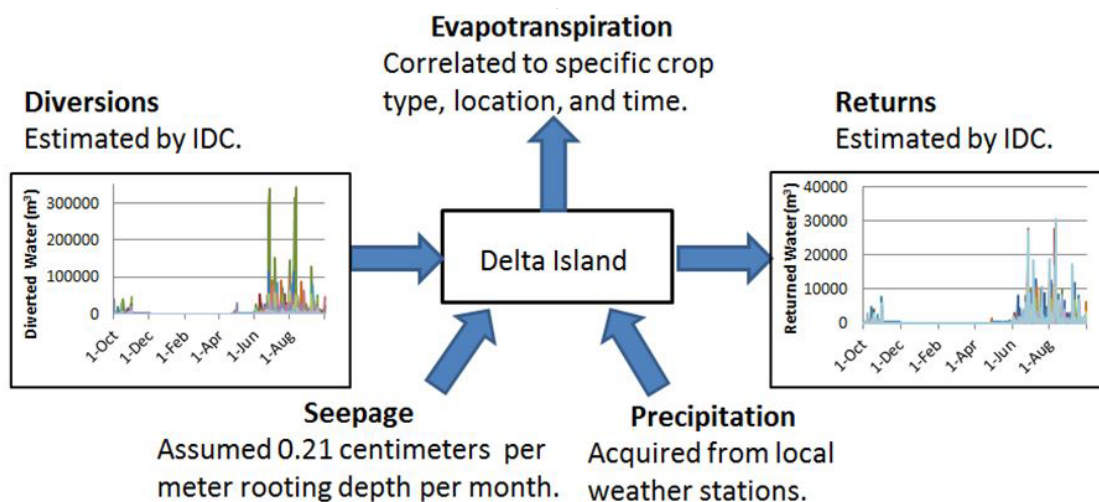 Evapotranspiration
Correlated to specific crop
type, location, and time.
Diversions
Estimated by IDC.
Returns
Estimated by IDC.
Diverted Water (m³)
300000
200000
100000
0
1-Oct
1-Dec
1-Feb
1-Apr
1-Jun
1-Aug
Delta Island
Returned Water (m³)
40000
30000
20000
10000
0
1-Oct
1-Dec
1-Feb
1-Apr
1-Jun
1-Aug
Seepage
Assumed 0.21 centimeters per
meter rooting depth per month.
Precipitation
Acquired from local
weather stations.